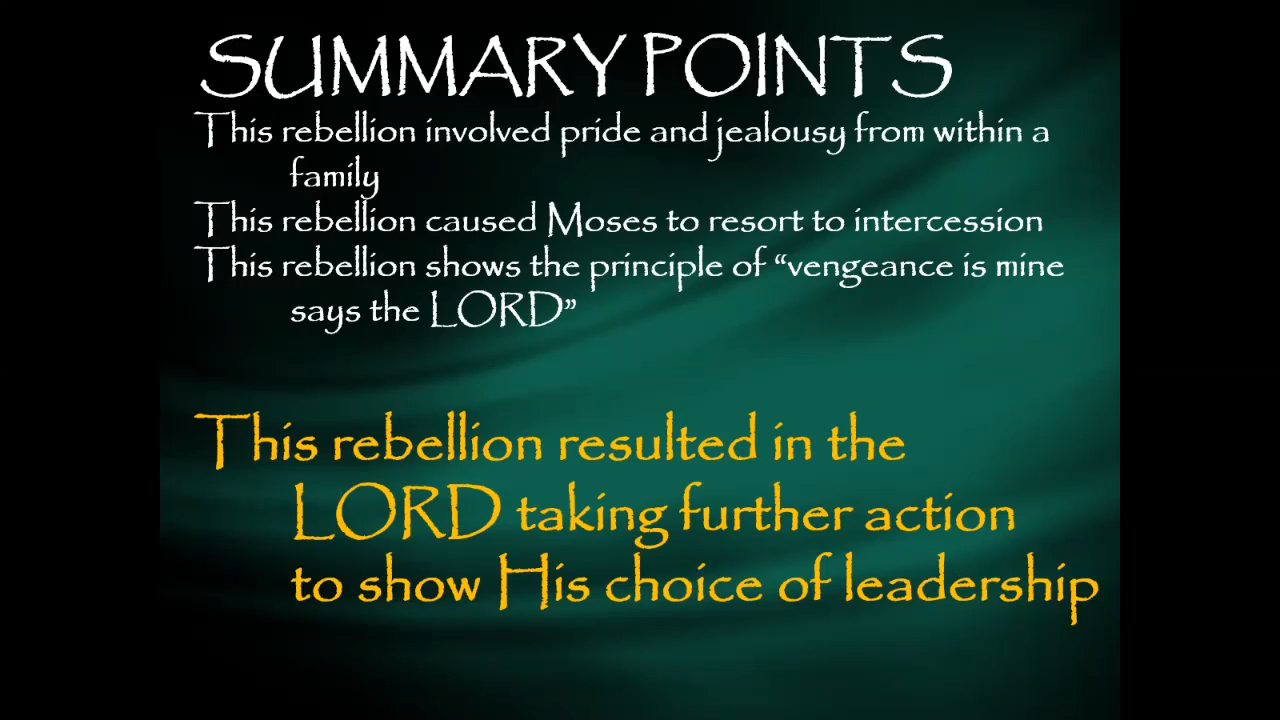 SUMMARY POINTS
This rebellion involved pride and jealousy from within a
family
This rebellion caused Moses to resort to intercession
This rebellion shows the principle of “vengeance is mine
says the LORD”
This rebellion resulted in the
LORD taking further action
to show His choice of leadership